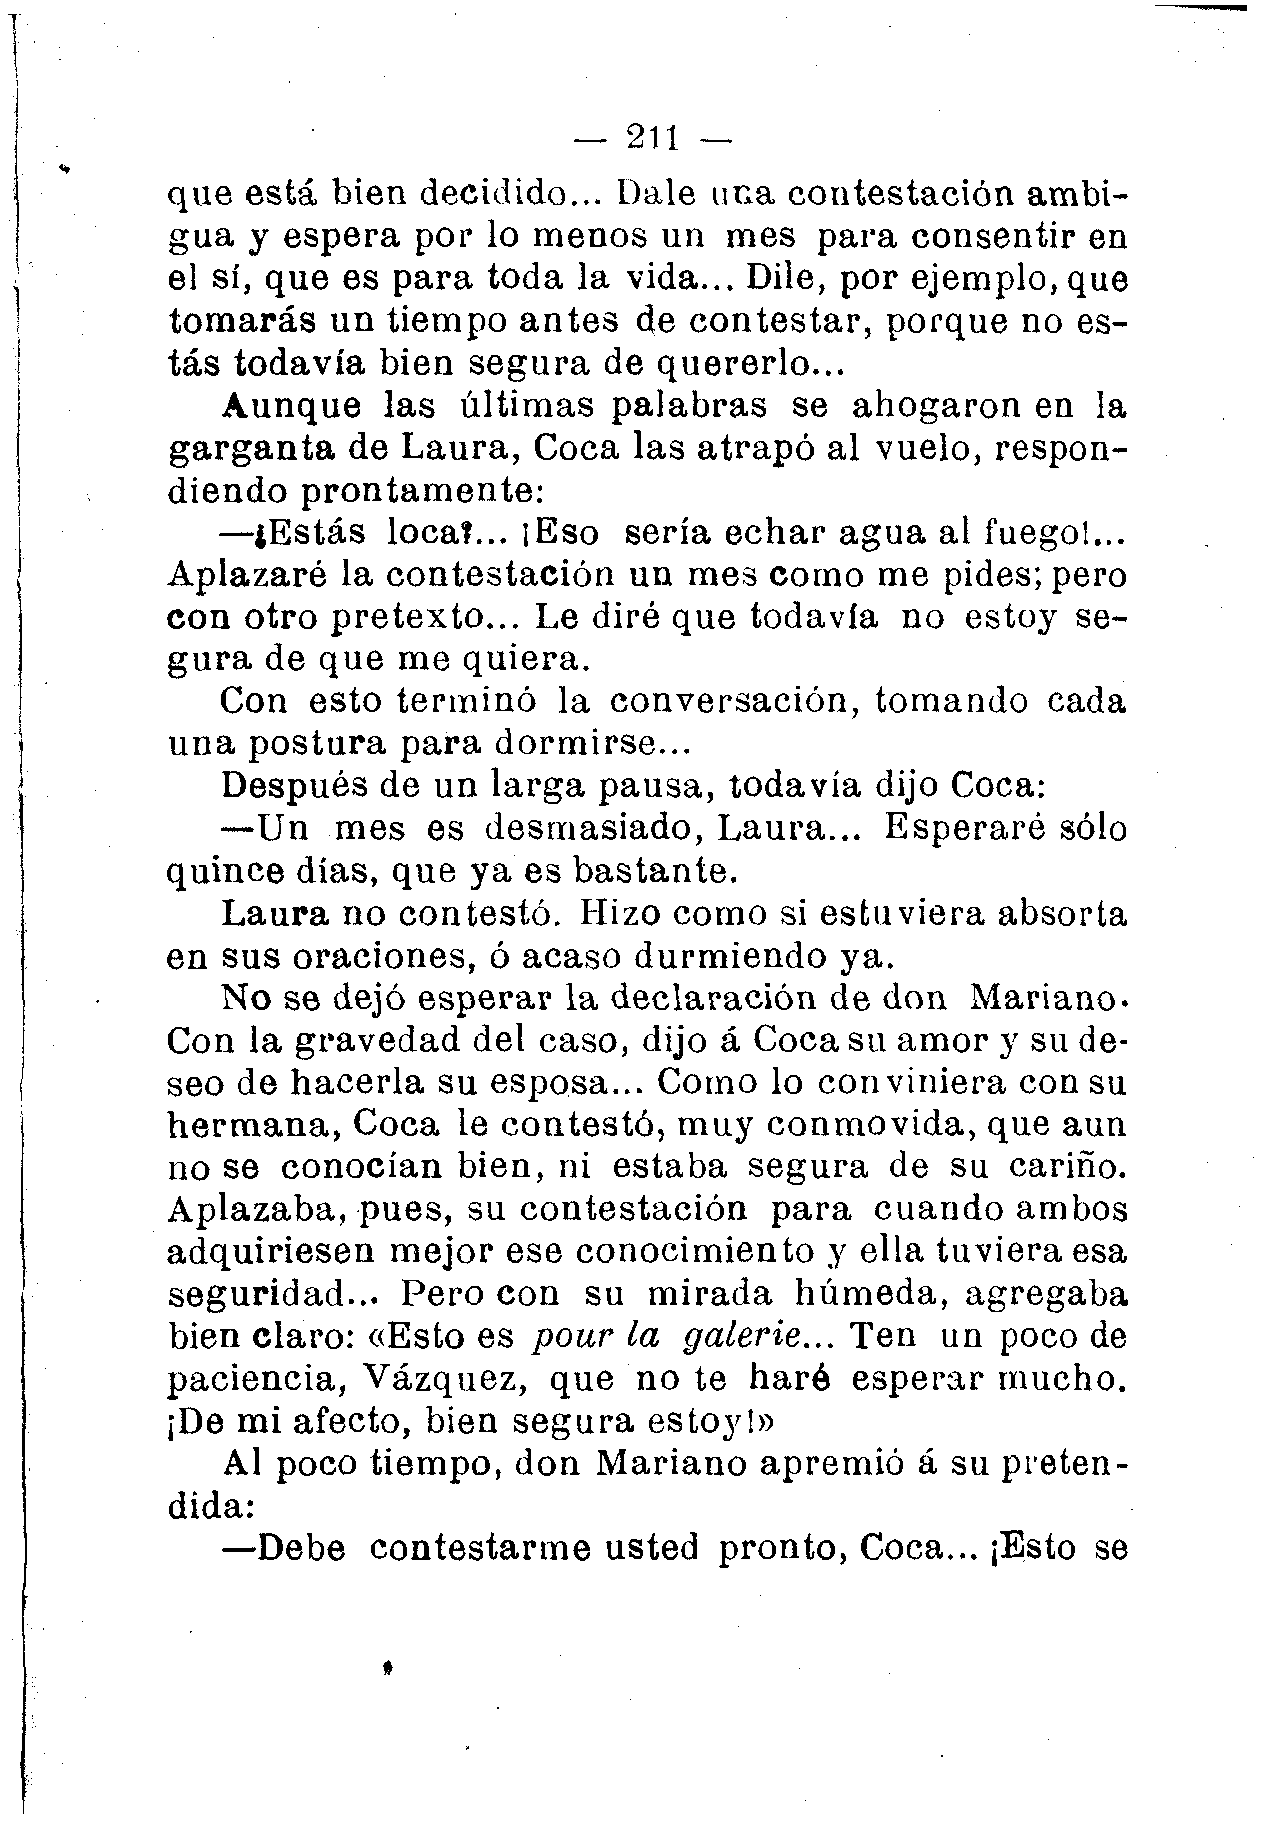 — 211 —
que está bien decidido... Dale una contestación ambi-
gua y espera por lo menos un mes para consentir en
el sí, que es para toda la vida... Dile, por ejemplo, que
tomarás un tiempo antes de contestar, porque no es-
tás todavía bien segura de quererlo...
Aunque las últimas palabras se ahogaron en la
garganta de Laura, Coca las atrapó al vuelo, respon-
diendo prontamente:
—¿Estás loca?... ¡Eso sería echar agua al fuego!...
Aplazaré la contestación un mes como me pides; pero
con otro pretexto... Le diré que todavía no estoy se-
gura de que me quiera.
Con esto terminó la conversación, tomando cada
una postura para dormirse...
Después de un larga pausa, todavía dijo Coca:
—Un mes es desmasiado, Laura... Esperaré sólo
quince días, que ya es bastante.
Laura no contestó. Hizo como si estuviera absorta
en sus oraciones, ó acaso durmiendo ya.
No se dejó esperar la declaración de don Mariano.
Con la gravedad del caso, dijo á Coca su amor y su de-
seo de hacerla su esposa... Como lo conviniera con su
hermana, Coca le contestó, muy conmovida, que aun
no se conocían bien, ni estaba segura de su cariño.
Aplazaba, pues, su contestación para cuando ambos
adquiriesen mejor ese conocimiento y ella tuviera esa
seguridad... Pero con su mirada húmeda, agregaba
bien claro: «Esto es pour la galerie... Ten un poco de
paciencia, Vázquez, que no te haré esperar mucho.
¡De mi afecto, bien segura estoy!»
Al poco tiempo, don Mariano apremió á su preten-
dida:
—Debe contestarme usted pronto, Coca... ¡Esto se